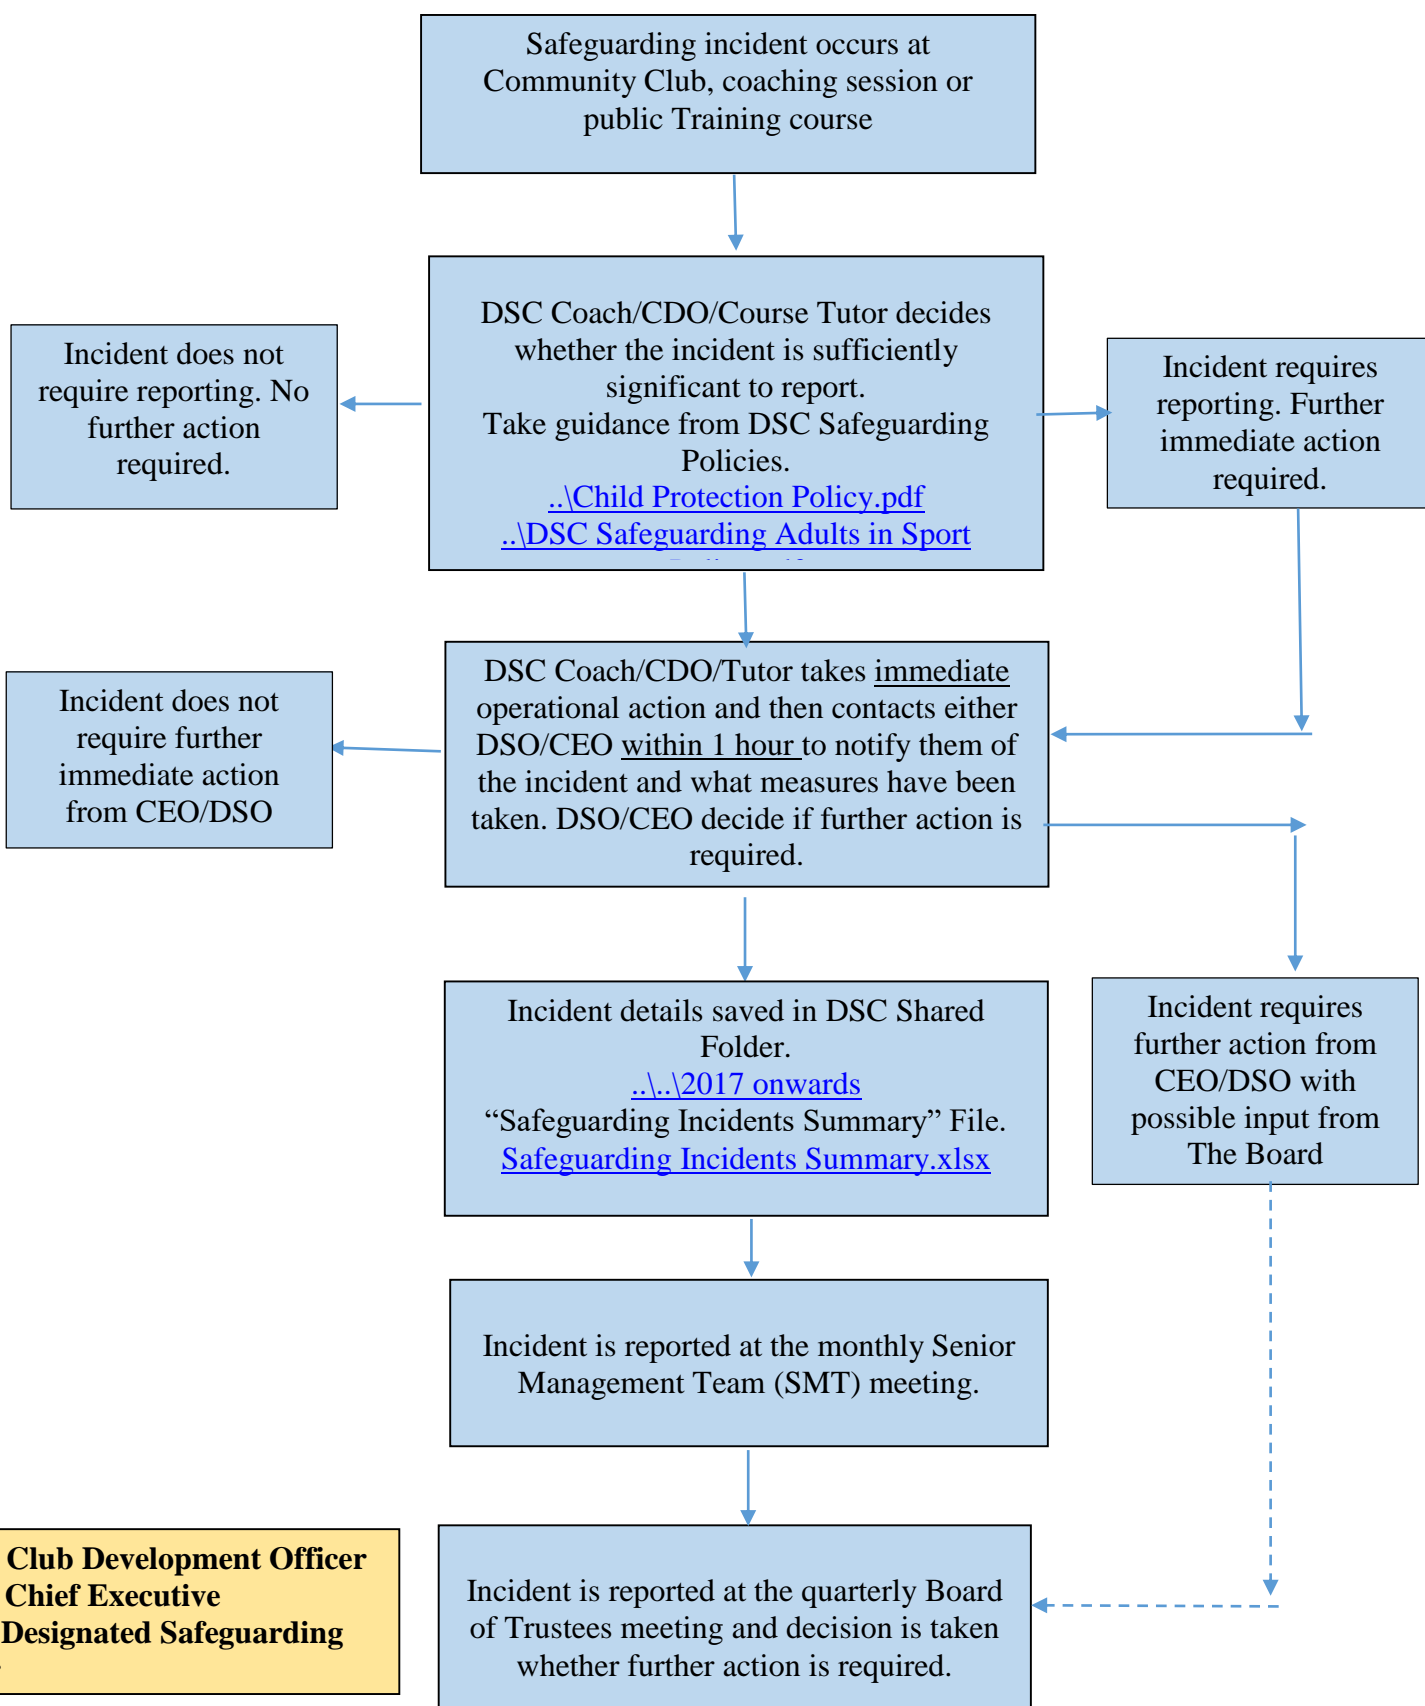 Safeguarding incident occurs at
Community Club, coaching session or
public Training course
DSC Coach/CDO/Course Tutor decides
whether the incident is sufficiently
significant to report.
Take guidance from DSC Safeguarding
Policies.
..\Child Protection Policy.pdf
..\DSC Safeguarding Adults in Sport
Incident does not
require reporting. No
further action
required.
Incident requires
reporting. Further
immediate action
required.
DSC Coach/CDO/Tutor takes immediate
operational action and then contacts either
DSO/CEO within 1 hour to notify them of
the incident and what measures have been
taken. DSO/CEO decide if further action is
required.
Incident does not
require further
immediate action
from CEO/DSO
Incident details saved in DSC Shared
Folder.
..\..\2017 onwards
“Safeguarding Incidents Summary” File.
Safeguarding Incidents Summary.xlsx
Incident requires
further action from
CEO/DSO with
possible input from
The Board
Incident is reported at the monthly Senior
Management Team (SMT) meeting.
Incident is reported at the quarterly Board
of Trustees meeting and decision is taken
whether further action is required.
Club Development Officer
Chief Executive
Designated Safeguarding